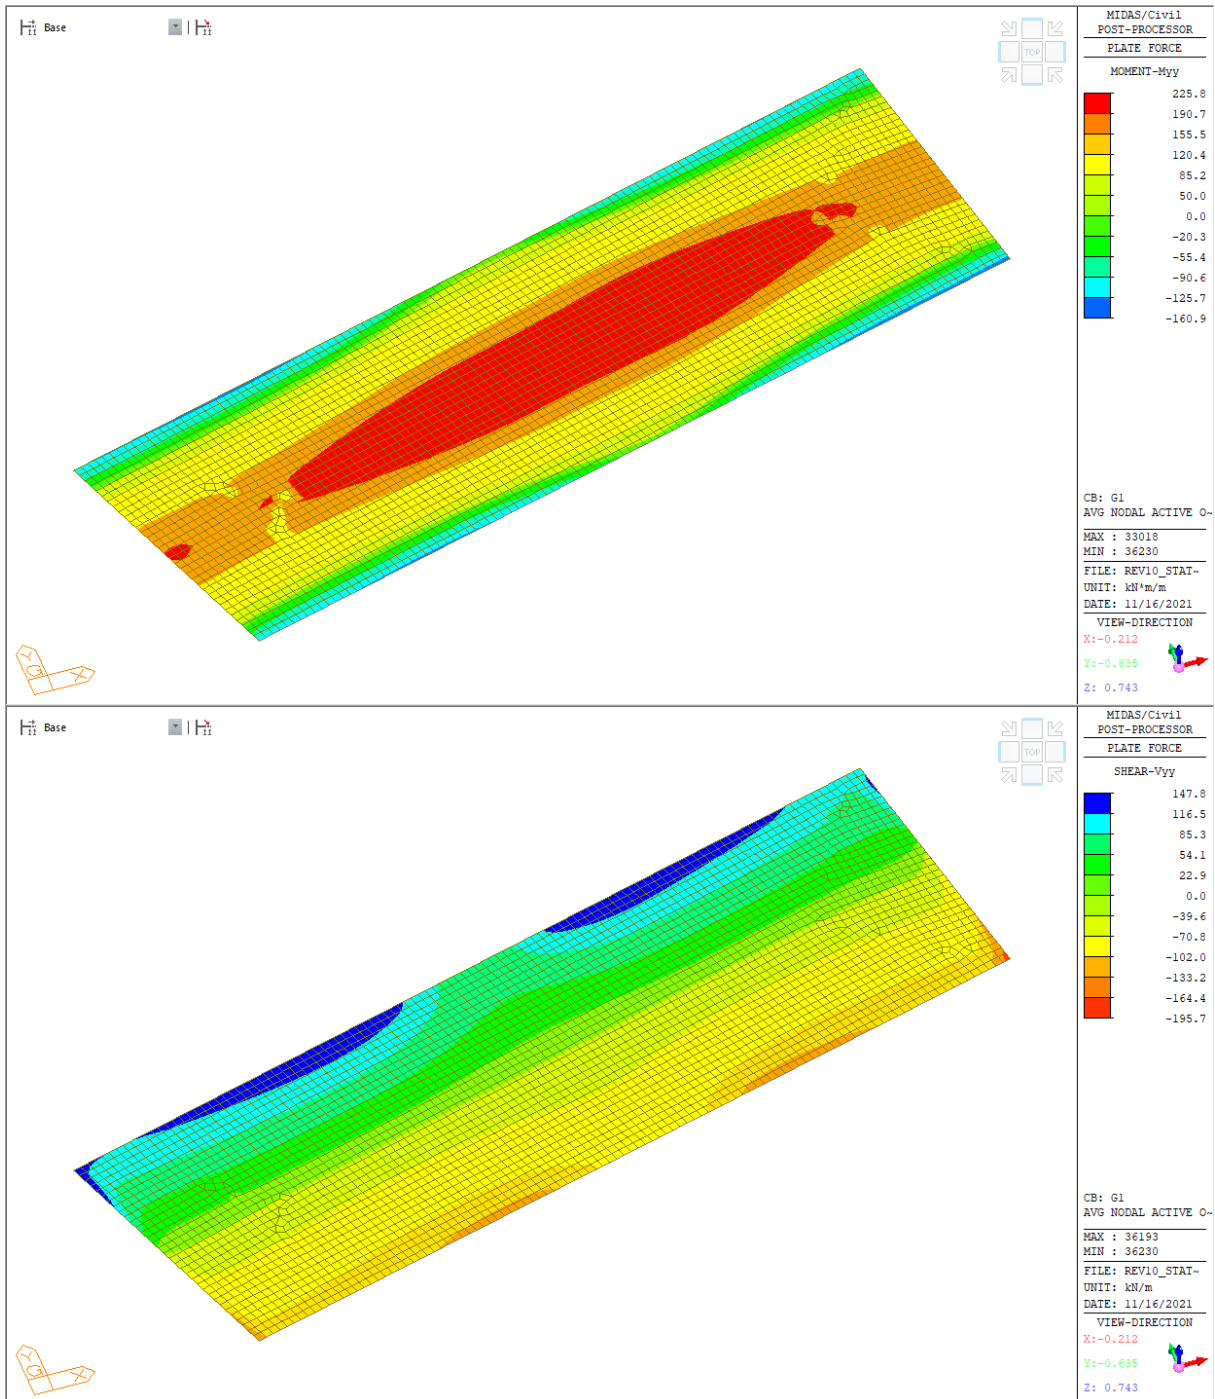 Base
TOP
MIDAS/Civil
POST-PROCESSOR
PLATE FORCE
MOMENT-Myy
225.8
190.7
155.5
120.4
85.2
50.0
0.0
-20.3
-55.4
-90.6
-125.7
-160.9
CB: G1
AVG NODAL ACTIVE O~
MAX : 33018
MIN : 36230
FILE: REV10_STAT~
UNIT: kN*m/m
DATE: 11/16/2021
VIEW-DIRECTION
X:-0.212
Y:-0.635
Z: 0.743
Y
G
X
Base
TOP
MIDAS/Civil
POST-PROCESSOR
PLATE FORCE
SHEAR-Vyy
147.8
116.5
85.3
54.1
22.9
0.0
-39.6
-70.8
-102.0
-133.2
-164.4
-195.7
CB: G1
AVG NODAL ACTIVE O~
MAX : 36193
MIN : 36230
FILE: REV10_STAT~
UNIT: kN/m
DATE: 11/16/2021
VIEW-DIRECTION
X:-0.212
Y:-0.635
Z: 0.743
Y
G
X